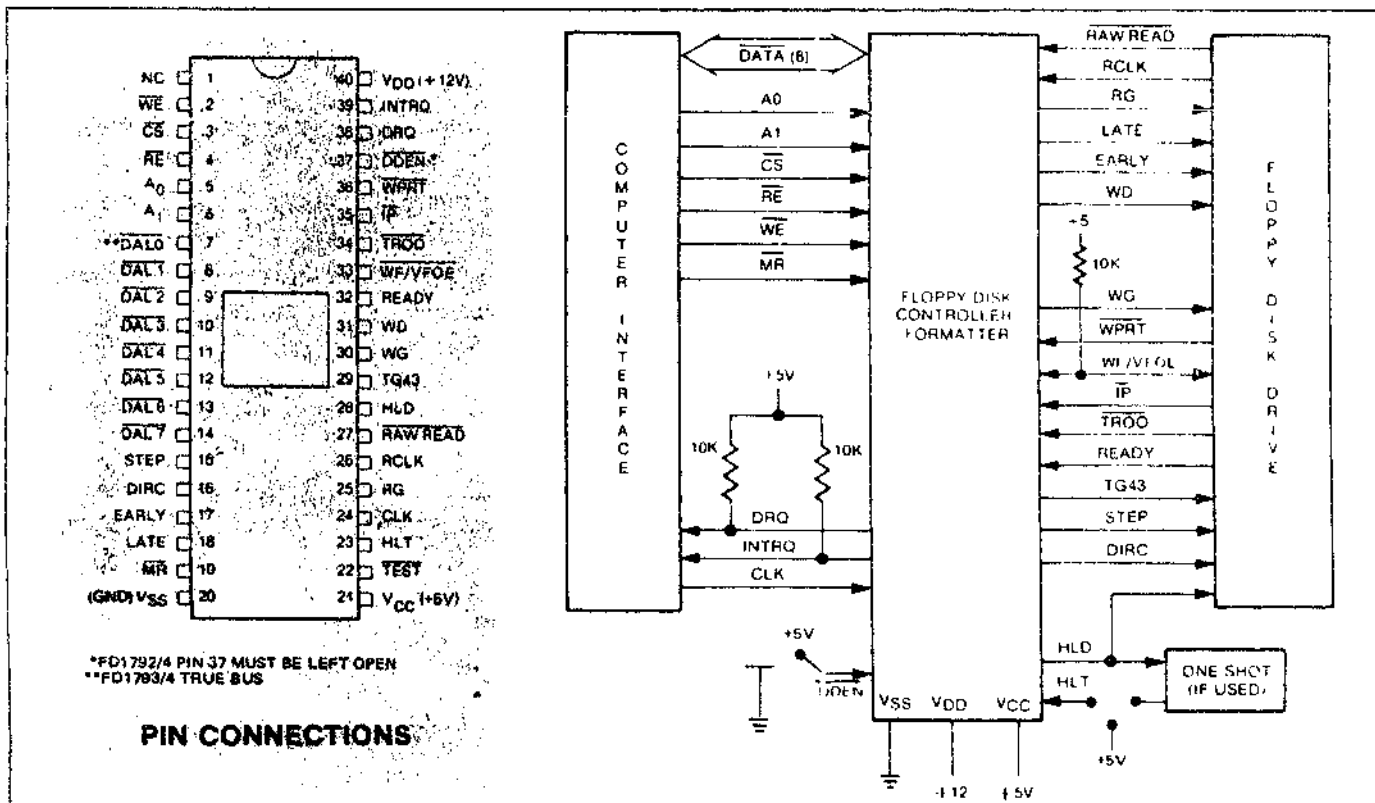 NC 1 40 VDD (+12V)
WE 2 39 INTRQ
CS 3 38 DRQ
RE 4 37 DDEN*
A0 5 36 WPRT
A1 6 35 IP
**DAL0 7 34 TR00
DAL1 8 33 WF/VFOE
DAL2 9 32 READY
DAL3 10 31 WD
DAL4 11 30 WG
DAL5 12 29 TG43
DAL6 13 28 HLD
DAL7 14 27 RAW READ
STEP 15 26 RCLK
DIRC 16 25 RG
EARLY 17 24 CLK
LATE 18 23 HLT
MR 19 22 TEST
(GND) VSS 20 21 VCC (+5V)
*FD1792/4 PIN 37 MUST BE LEFT OPEN
**FD1793/4 TRUE BUS
PIN CONNECTIONS
COMPUTER INTERFACE
DATA (8)
A0
A1
CS
RE
WE
MR
+5V
10K
10K
DRQ
INTRQ
CLK
+5V
DDEN
FLOPPY DISK
CONTROLLER
FORMATTER
VSS VDD VCC
+12 +5V
RAW READ
RCLK
RG
LATE
EARLY
WD
+5
10K
WG
WPRT
WF/VFOE
IP
TR00
READY
TG43
STEP
DIRC
HLD
HLT
+5V
ONE SHOT
(IF USED)
FLOPPY DISK DRIVE